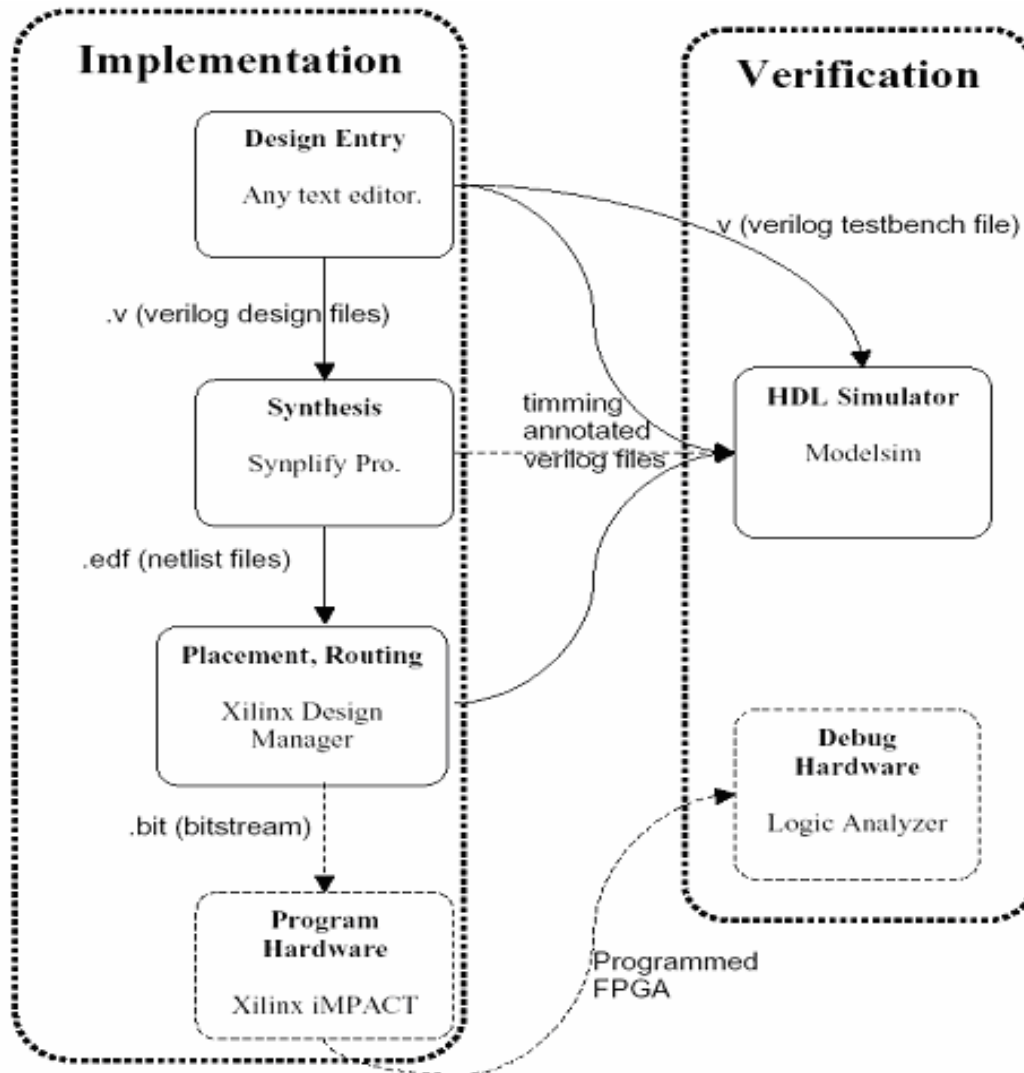 Implementation
Design Entry
Any text editor.
.v (verilog design files)
Synthesis
Synplify Pro.
.edf (netlist files)
Placement, Routing
Xilinx Design
Manager
.bit (bitstream)
Program
Hardware
Xilinx iMPACT
timming
annotated
verilog files
Programmed
FPGA
Verification
v (verilog testbench file)
HDL Simulator
Modelsim
Debug
Hardware
Logic Analyzer